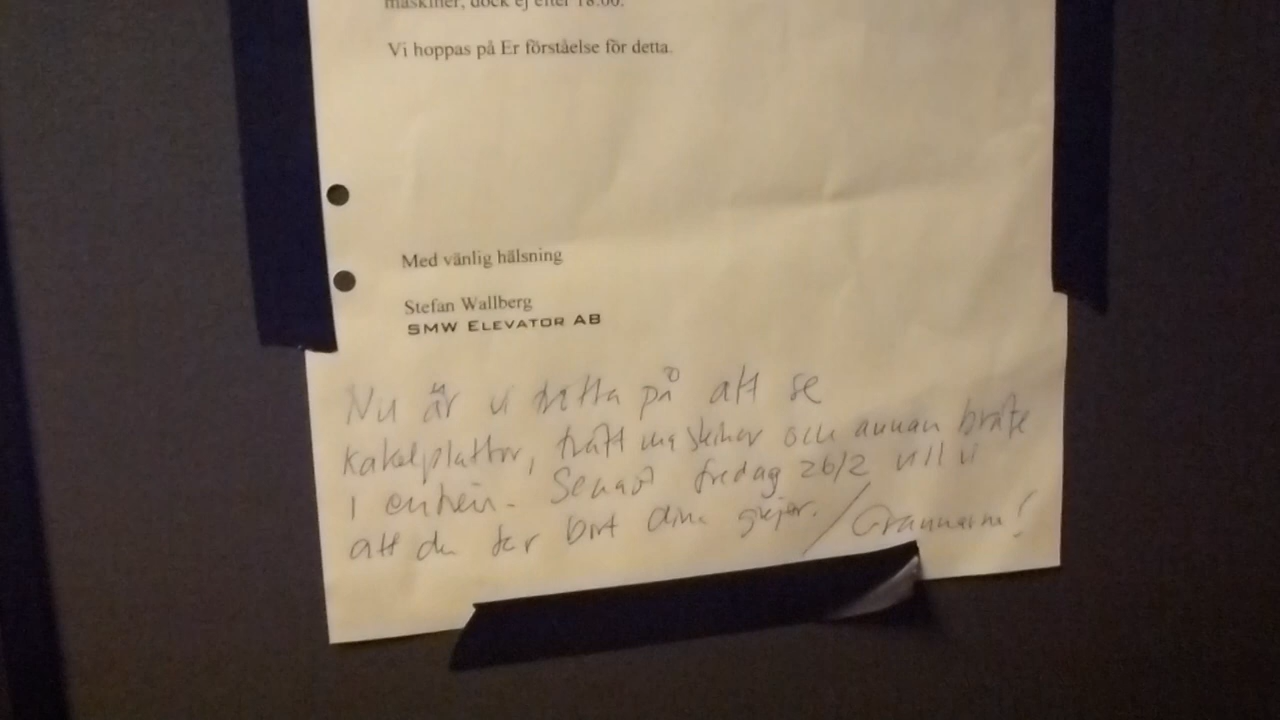 maskiner, dock ej efter 18.00.
Vi hoppas på Er förståelse för detta.
Med vänlig hälsning
Stefan Wallberg
SMW ELEVATOR AB
Nu är vi trötta på att se
kakelplattor, tvättmaskiner och annan bråte
i entrén. Senast fredag 26/2 vill vi
att du tar bort dina grejer. / Grannarna!